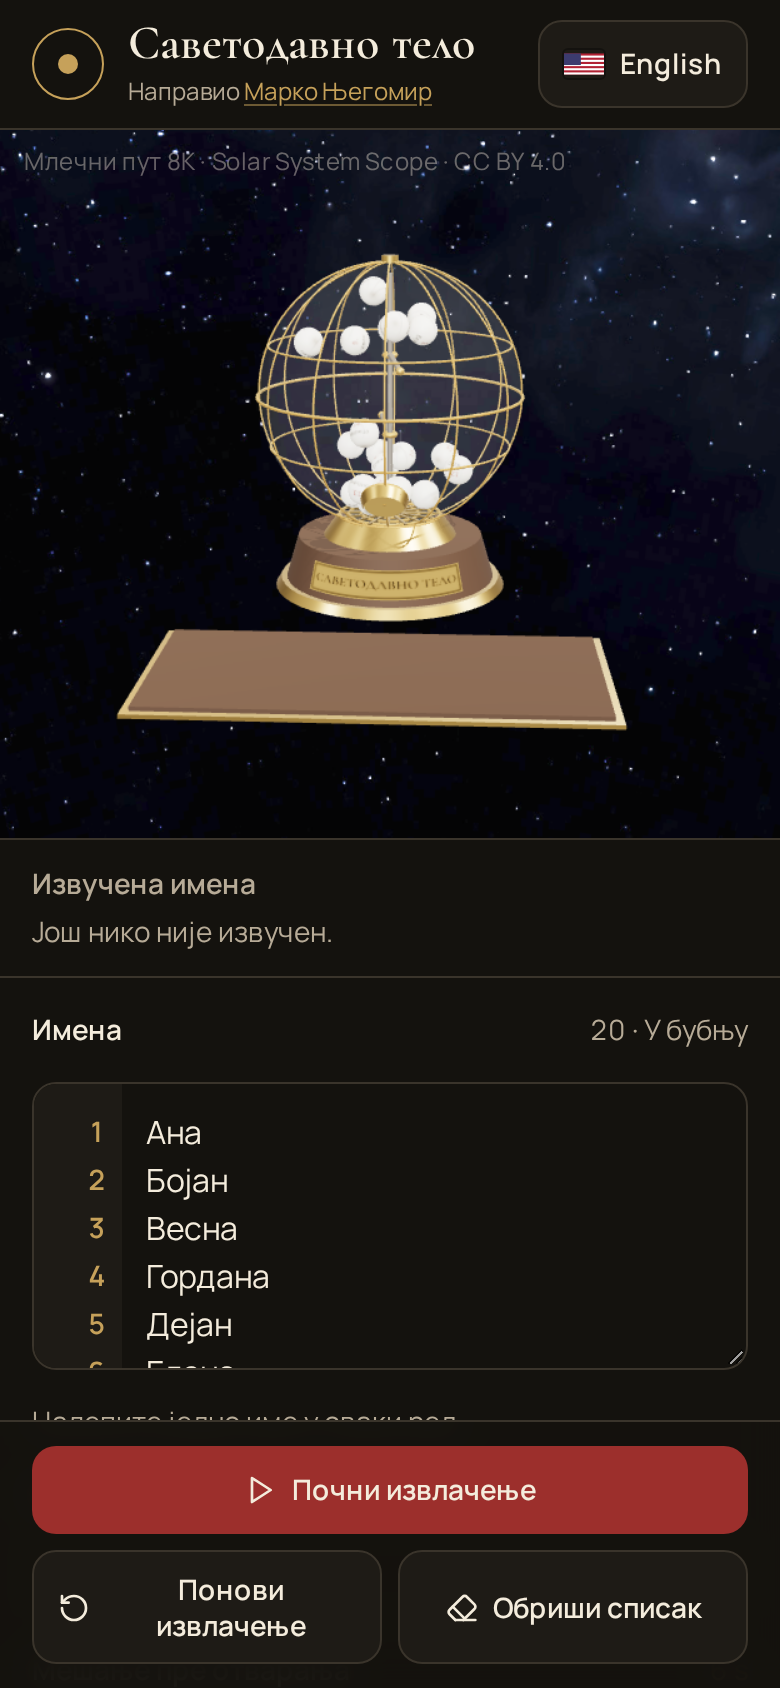 Саветодавно тело
Направио Марко Његомир
English
Млечни пут 8K · Solar System Scope · CC BY 4.0
САВЕТОДАВНО ТЕЛО
Извучена имена
Још нико није извучен.
Имена
20 · У бубњу
1 Ана
2 Бојан
3 Весна
4 Гордана
5 Дејан
Почни извлачење
Понови
извлачење
Обриши списак